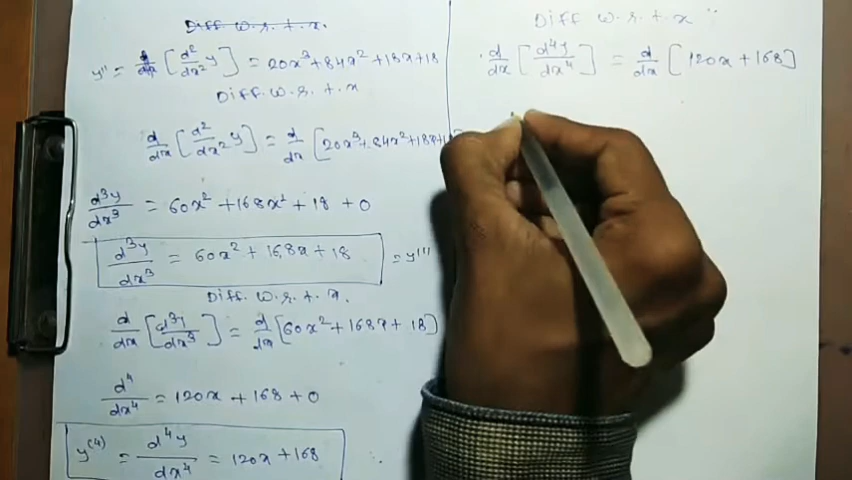 Diff w.r.t.x.
y'' = d/dx [d²/dx² y] = 20x³+84x²+18x+18
Diff. w.r.t.x
d/dx [d²/dx² y] = d/dx [20x³+84x²+18x+1
d³y/dx³ = 60x²+168x¹+18+0
d³y/dx³ = 60x²+168x+18 = y'''
Diff. w.r.t.x.
d/dx [d³y/dx³] = d/dx [60x²+168x+18]
d⁴/dx⁴ = 120x+168+0
y⁽⁴⁾ = d⁴y/dx⁴ = 120x+168
Diff w.r.t x
d/dx [d⁴y/dx⁴] = d/dx [120x+168]